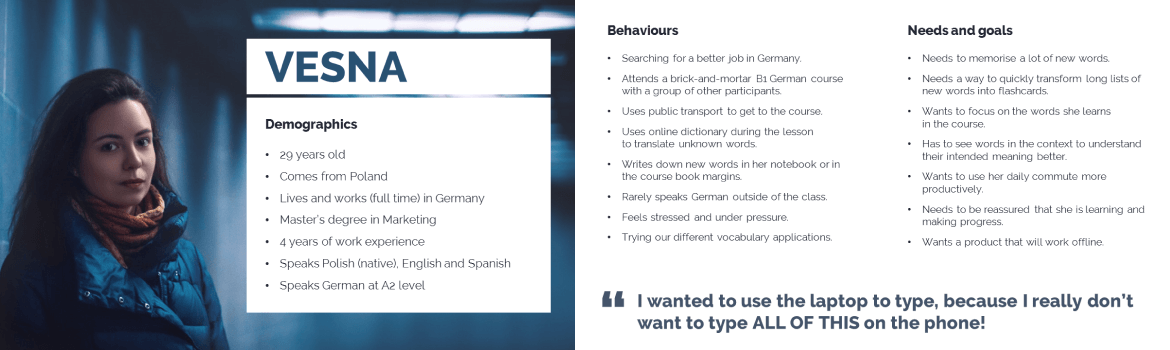 VESNA
Demographics
• 29 years old
• Comes from Poland
• Lives and works (full time) in Germany
• Master's degree in Marketing
• 4 years of work experience
• Speaks Polish (native), English and Spanish
• Speaks German at A2 level
Behaviours
• Searching for a better job in Germany.
• Attends a brick-and-mortar B1 German course
with a group of other participants.
• Uses public transport to get to the course.
• Uses online dictionary during the lesson
to translate unknown words.
• Writes down new words in her notebook or in
the course book margins.
• Rarely speaks German outside of the class.
• Feels stressed and under pressure.
• Trying our different vocabulary applications.
Needs and goals
• Needs to memorise a lot of new words.
• Needs a way to quickly transform long lists of
new words into flashcards.
• Wants to focus on the words she learns
in the course.
• Has to see words in the context to understand
their intended meaning better.
• Wants to use her daily commute more
productively.
• Needs to be reassured that she is learning and
making progress.
• Wants a product that will work offline.
“ I wanted to use the laptop to type, because I really don't
want to type ALL OF THIS on the phone!